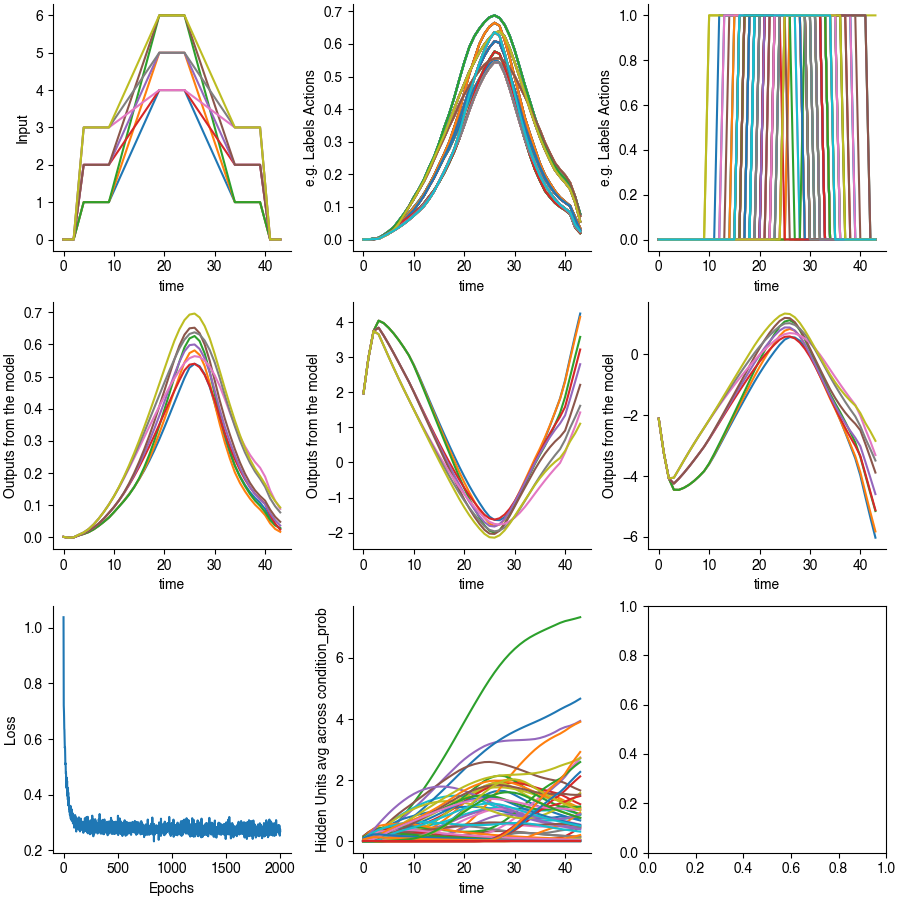 Input
6
5
4
3
2
1
0
0 10 20 30 40
time
e.g. Labels Actions
0.7
0.6
0.5
0.4
0.3
0.2
0.1
0.0
0 10 20 30 40
time
e.g. Labels Actions
1.0
0.8
0.6
0.4
0.2
0.0
0 10 20 30 40
time
Outputs from the model
0.7
0.6
0.5
0.4
0.3
0.2
0.1
0.0
0 10 20 30 40
time
Outputs from the model
4
3
2
1
0
−1
−2
0 10 20 30 40
time
Outputs from the model
0
−2
−4
−6
0 10 20 30 40
time
Loss
1.0
0.8
0.6
0.4
0.2
0 500 1000 1500 2000
Epochs
Hidden Units avg across condition_prob
6
4
2
0
0 10 20 30 40
time
1.0
0.8
0.6
0.4
0.2
0.0
0.0 0.2 0.4 0.6 0.8 1.0